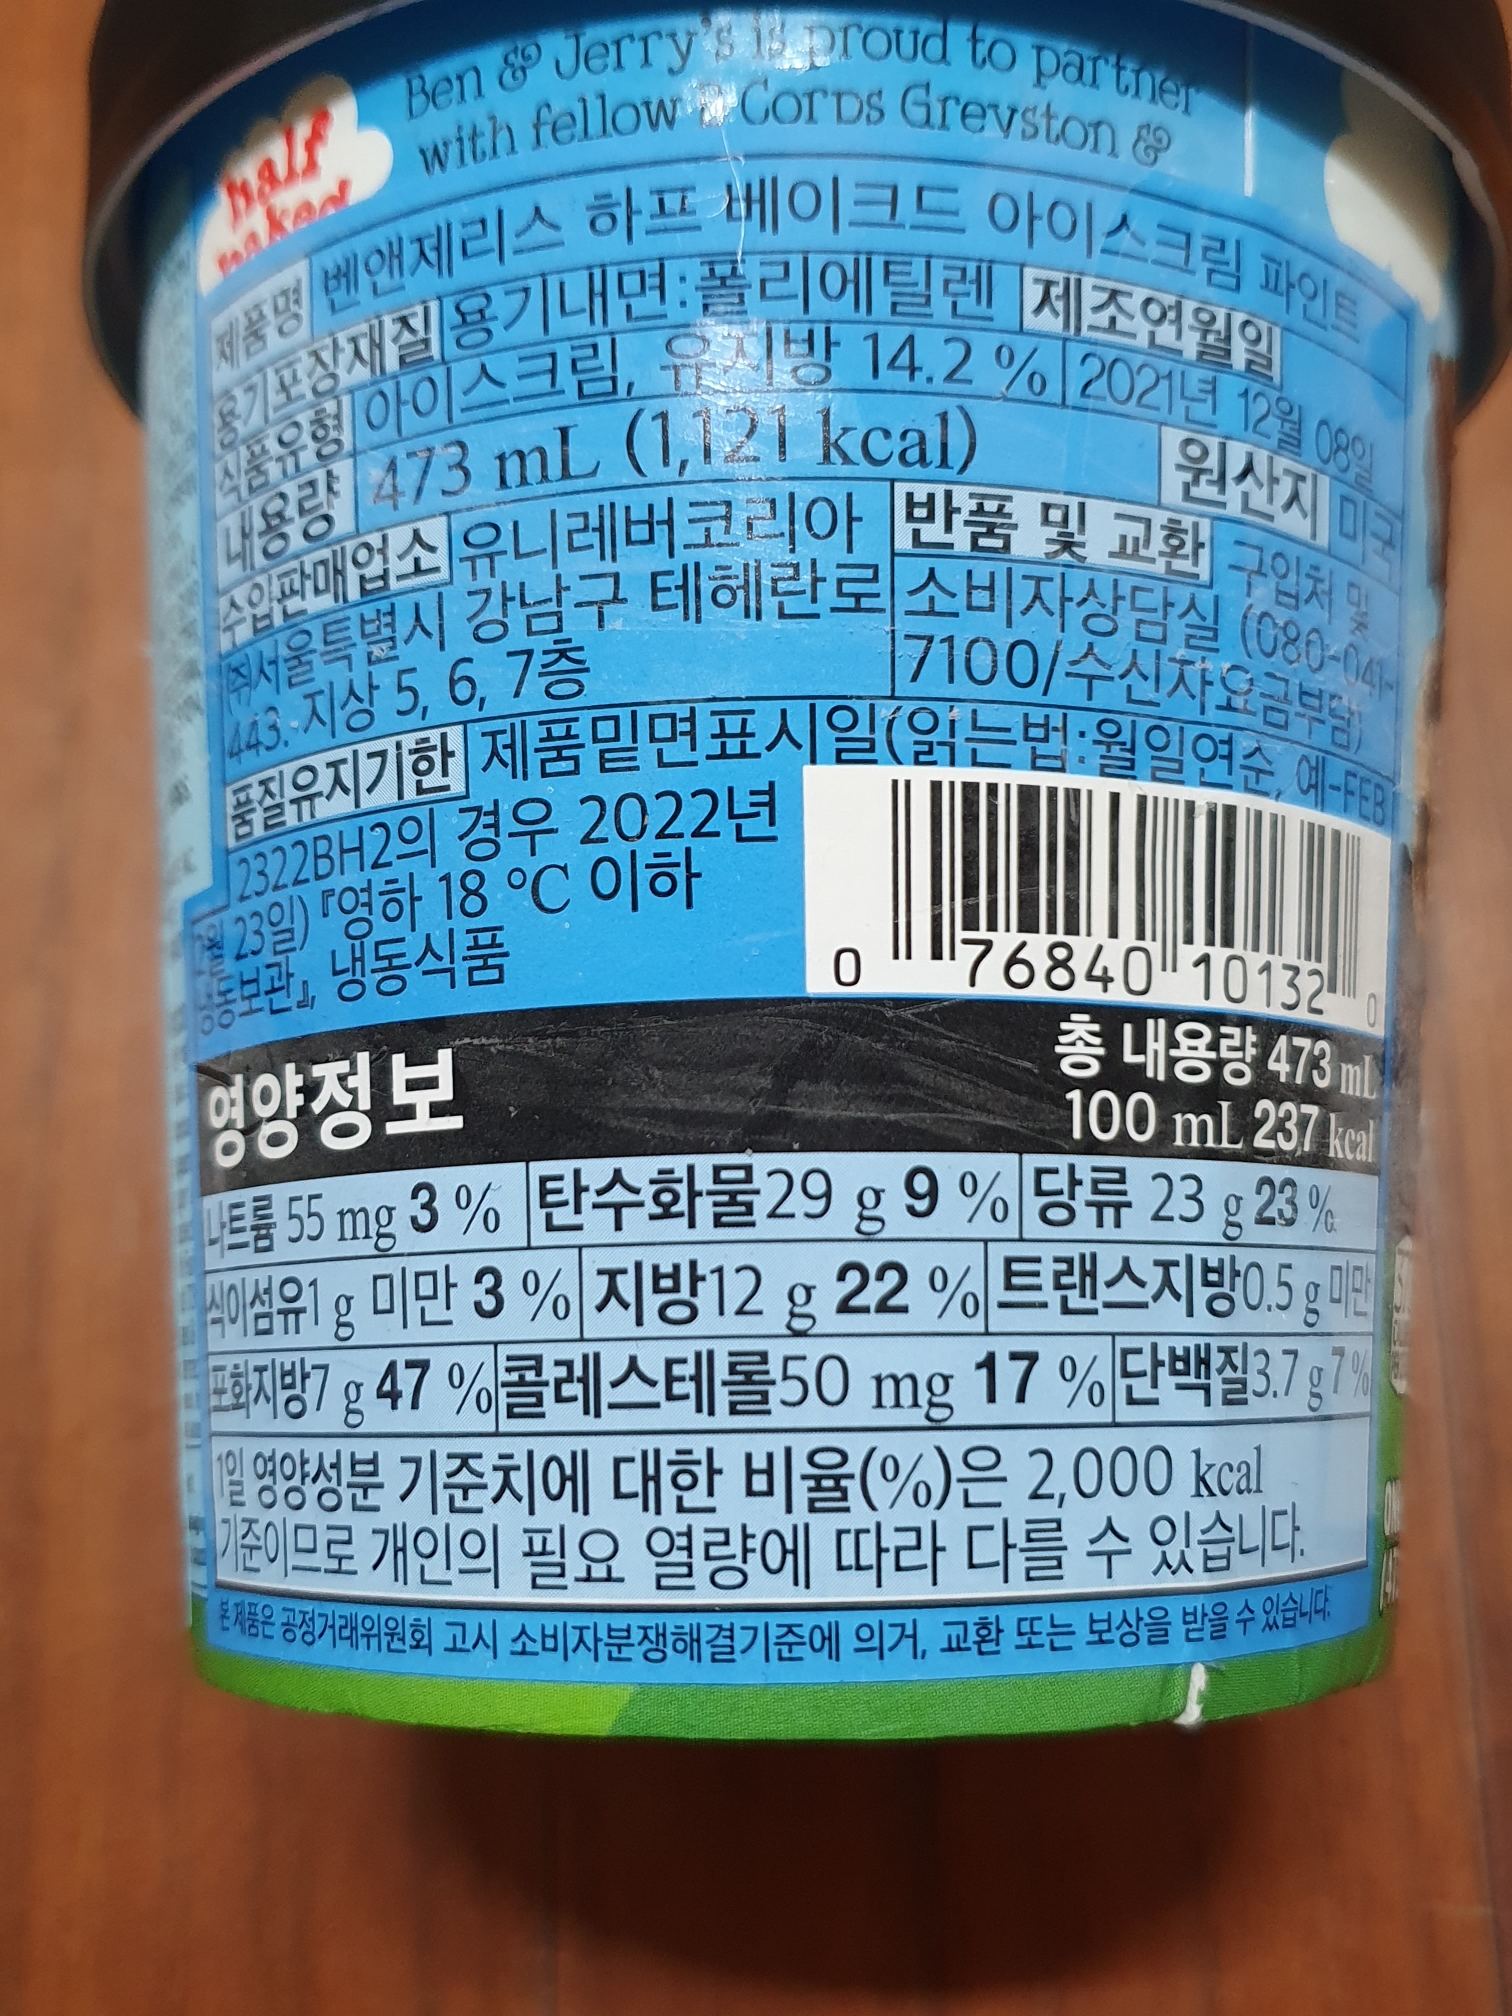 Ben & Jerry's is proud to partner
with fellow B Corps Greyston &
half
baked
제품명 벤앤제리스 하프 베이크드 아이스크림 파인트
용기포장재질 용기내면:폴리에틸렌 제조연월일
식품유형 아이스크림, 유지방 14.2 % 2021년 12월 08일
내용량 473 mL (1,121 kcal) 원산지 미국
수입판매업소 유니레버코리아 반품 및 교환 구입처 및
㈜서울특별시 강남구 테헤란로 소비자상담실 (080-041-
443. 지상 5, 6, 7층 7100/수신자요금부담)
품질유지기한 제품밑면표시일(읽는법:월일연순, 예-FEB
2322BH2의 경우 2022년
2월 23일)『영하 18 ℃ 이하
냉동보관』, 냉동식품
0 76840 10132 0
영양정보 총 내용량 473 mL
100 mL 237 kcal
나트륨 55 mg 3 % 탄수화물29 g 9 % 당류 23 g 23 %
식이섬유1 g 미만 3 % 지방12 g 22 % 트랜스지방0.5 g 미만
포화지방7 g 47 % 콜레스테롤50 mg 17 % 단백질3.7 g 7 %
1일 영양성분 기준치에 대한 비율(%)은 2,000 kcal
기준이므로 개인의 필요 열량에 따라 다를 수 있습니다.
본 제품은 공정거래위원회 고시 소비자분쟁해결기준에 의거, 교환 또는 보상을 받을 수 있습니다.